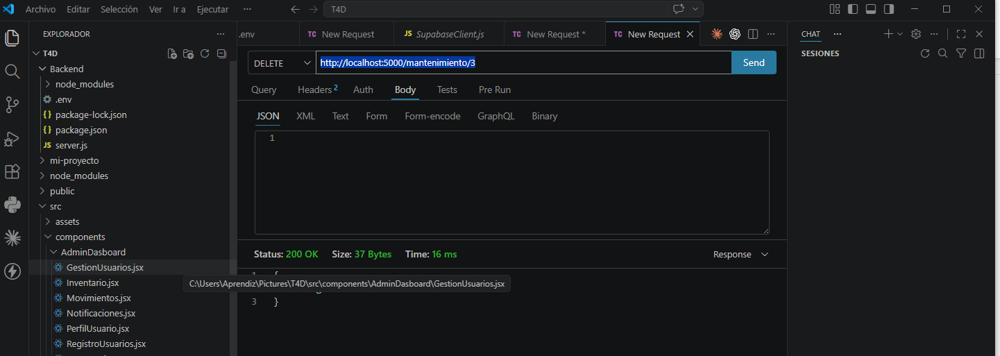 Archivo Editar Selección Ver Ir a Ejecutar ··· T4D
EXPLORADOR ···
T4D
Backend
node_modules
.env
{} package-lock.json
{} package.json
JS server.js
mi-proyecto
node_modules
public
src
assets
components
AdminDasboard
GestionUsuarios.jsx
Inventario.jsx
Movimientos.jsx
Notificaciones.jsx
PerfilUsuario.jsx
RegistroUsuarios.jsx
.env TC New Request JS SupabaseClient.js TC New Request * TC New Request
DELETE http://localhost:5000/mantenimiento/3 Send
Query Headers 2 Auth Body Tests Pre Run
JSON XML Text Form Form-encode GraphQL Binary
1
Status: 200 OK Size: 37 Bytes Time: 16 ms Response
1 {
C:\Users\Aprendiz\Pictures\T4D\src\components\AdminDasboard\GestionUsuarios.jsx
3 }
CHAT ···
SESIONES